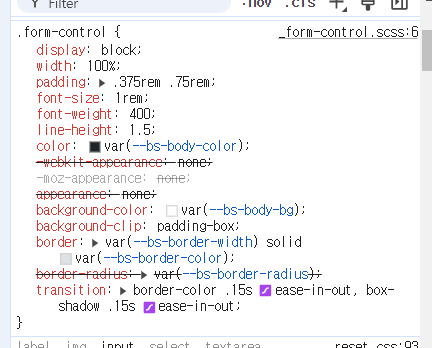 Filter :hov .cls
.form-control { _form-control.scss:6
display: block;
width: 100%;
padding: .375rem .75rem;
font-size: 1rem;
font-weight: 400;
line-height: 1.5;
color: var(--bs-body-color);
-webkit-appearance: none;
-moz-appearance: none;
appearance: none;
background-color: var(--bs-body-bg);
background-clip: padding-box;
border: var(--bs-border-width) solid
var(--bs-border-color);
border-radius: var(--bs-border-radius);
transition: border-color .15s ease-in-out, box-
shadow .15s ease-in-out;
}
label, img, input, select, textarea reset.css:93